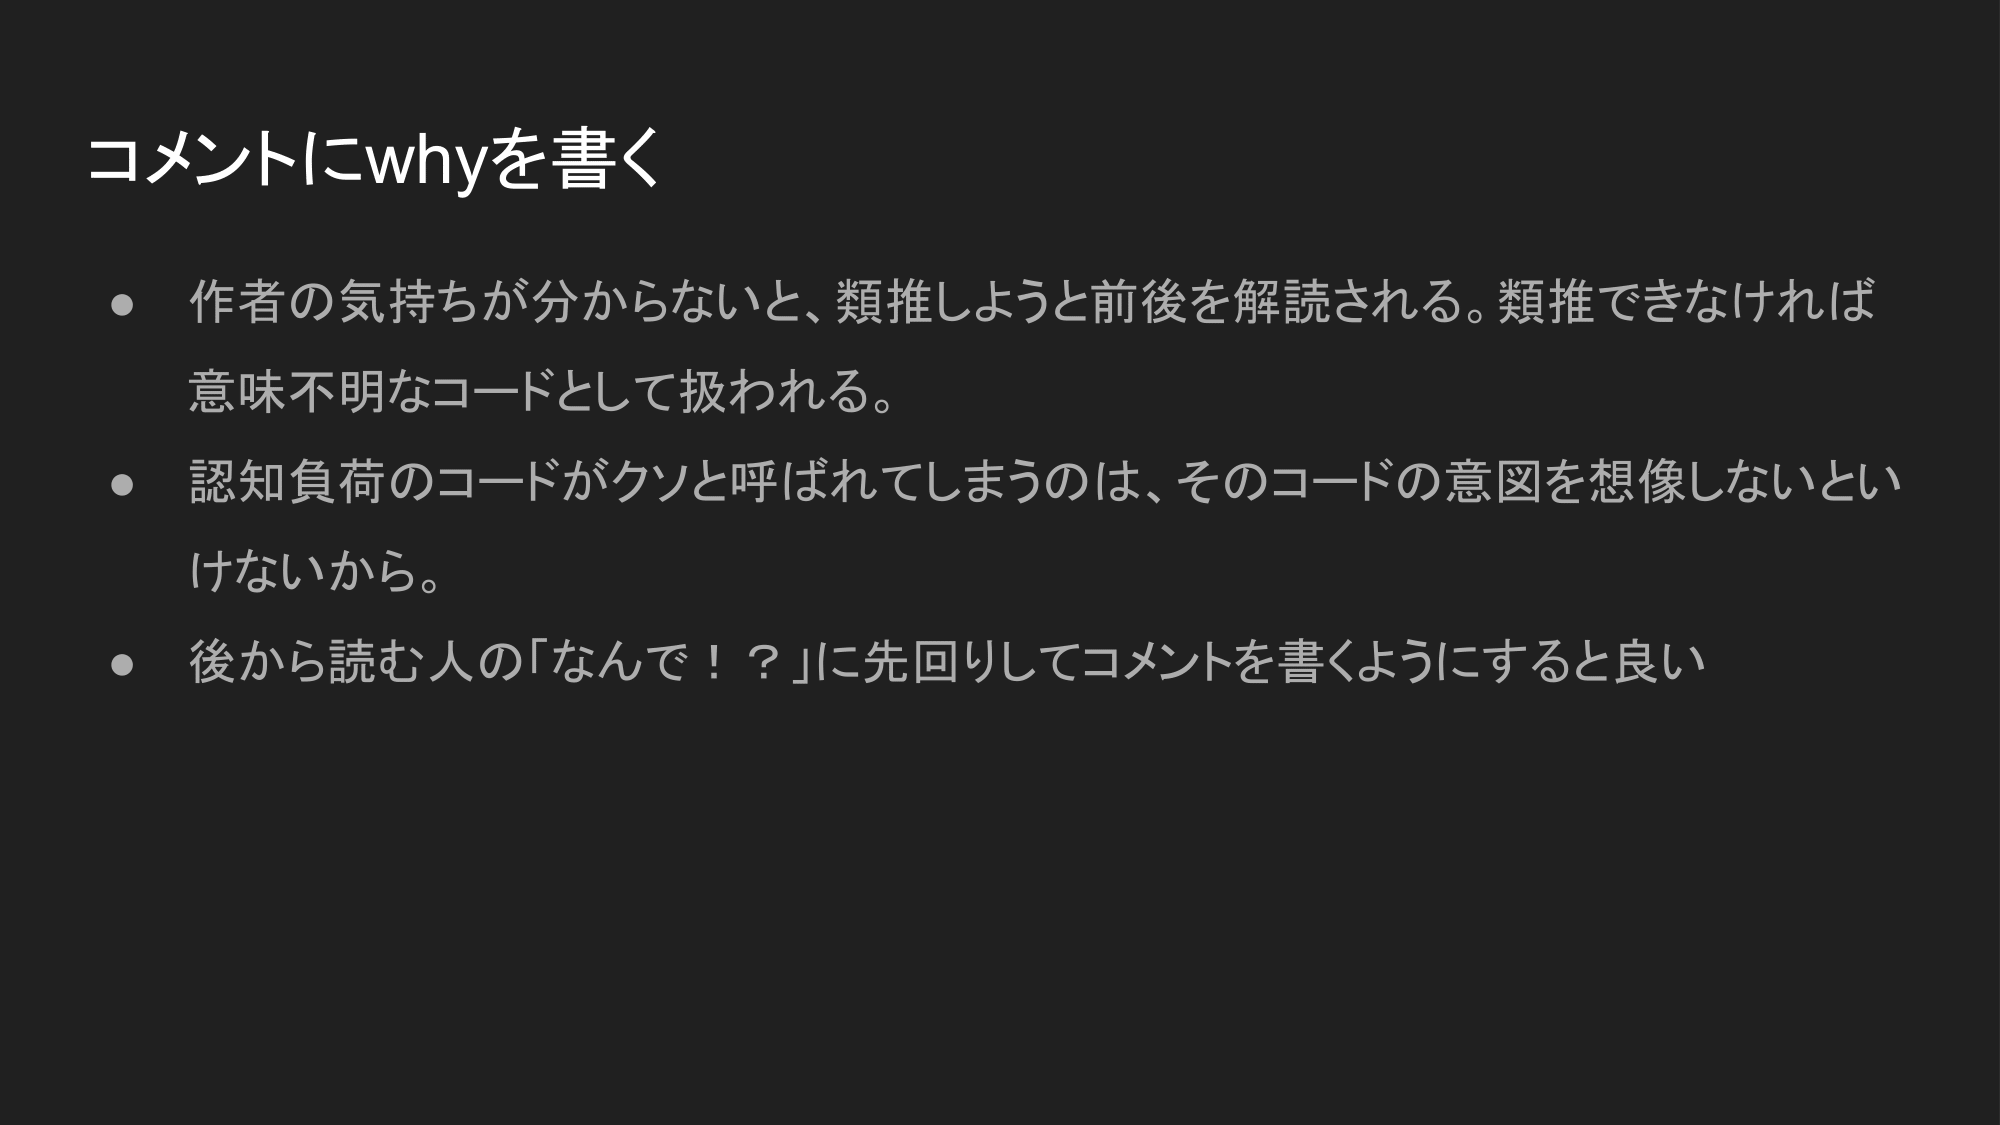 コメントにwhyを書く
● 作者の気持ちが分からないと、類推しようと前後を解読される。類推できなければ
意味不明なコードとして扱われる。
● 認知負荷のコードがクソと呼ばれてしまうのは、そのコードの意図を想像しないとい
けないから。
● 後から読む人の「なんで！？」に先回りしてコメントを書くようにすると良い